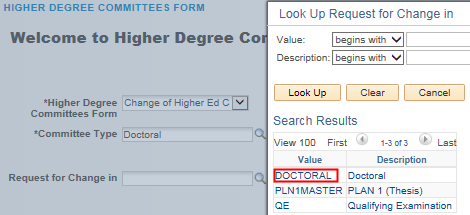 HIGHER DEGREE COMMITTEES FORM
Welcome to Higher Degree Con
*Higher Degree Committees Form Change of Higher Ed C
*Committee Type Doctoral
Request for Change in
Look Up Request for Change in
Value: begins with
Description: begins with
Look Up Clear Cancel
Search Results
View 100 First 1-3 of 3 Last
Value Description
DOCTORAL Doctoral
PLN1MASTER PLAN 1 (Thesis)
QE Qualifying Examination